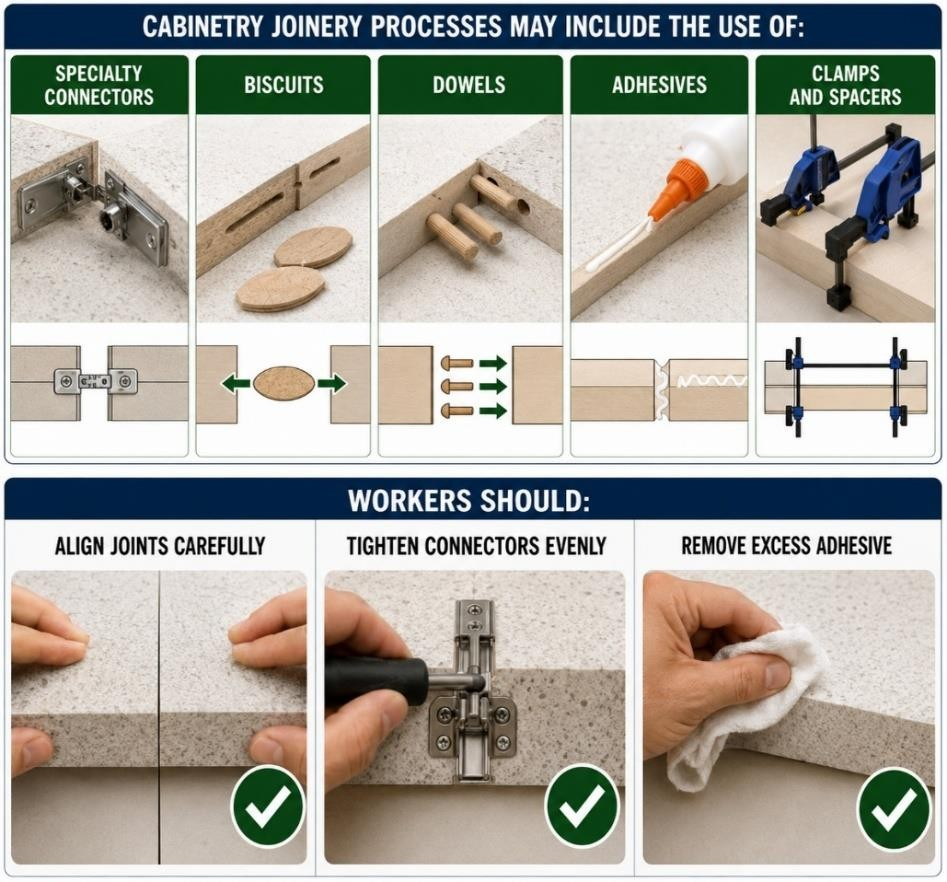 CABINETRY JOINERY PROCESSES MAY INCLUDE THE USE OF:
SPECIALTY
CONNECTORS
BISCUITS
DOWELS
ADHESIVES
CLAMPS
AND SPACERS
WORKERS SHOULD:
ALIGN JOINTS CAREFULLY
TIGHTEN CONNECTORS EVENLY
REMOVE EXCESS ADHESIVE